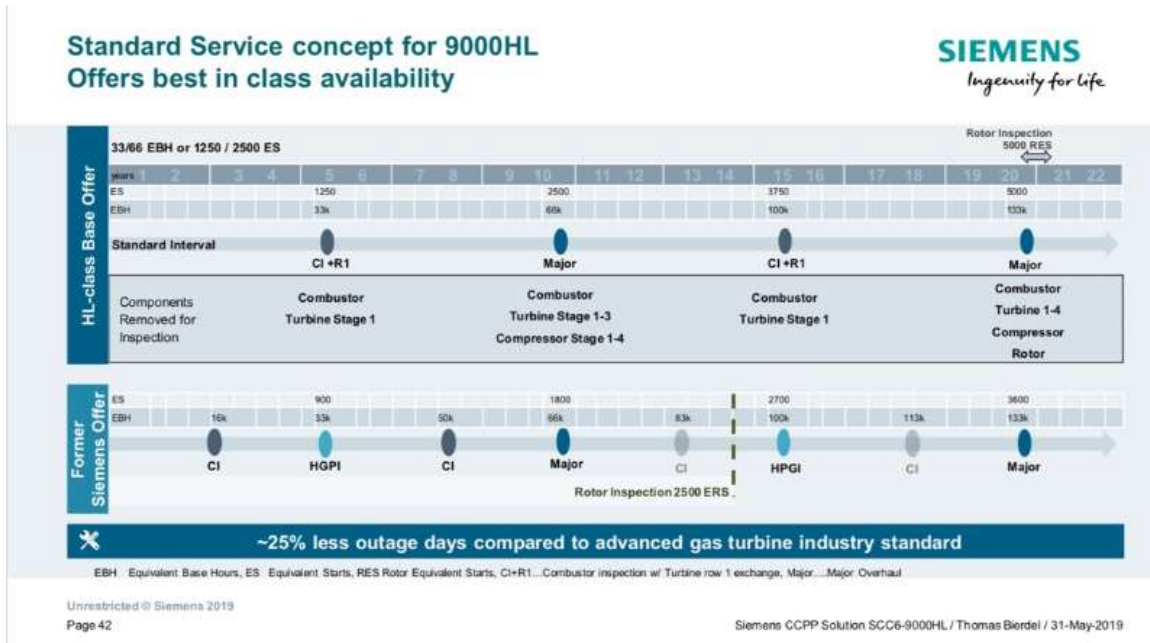 Standard Service concept for 9000HL
Offers best in class availability
SIEMENS
Ingenuity for life
HL-class Base Offer
33/66 EBH or 1250 / 2500 ES
Rotor Inspection
5000 RES
years 1 2 3 4 5 6 7 8 9 10 11 12 13 14 15 16 17 18 19 20 21 22
ES 1250 2500 3750 5000
EBH 33k 66k 100k 133k
Standard Interval
CI +R1 Major CI +R1 Major
Components
Removed for
Inspection
Combustor
Turbine Stage 1
Combustor
Turbine Stage 1-3
Compressor Stage 1-4
Combustor
Turbine Stage 1
Combustor
Turbine 1-4
Compressor
Rotor
Former
Siemens Offer
ES 900 1800 2700 3600
EBH 16k 33k 50k 66k 83k 100k 113k 133k
CI HGPI CI Major CI HPGI CI Major
Rotor Inspection 2500 ERS
~25% less outage days compared to advanced gas turbine industry standard
EBH Equivalent Base Hours, ES Equivalent Starts, RES Rotor Equivalent Starts, CI+R1...Combustor inspection w/ Turbine row 1 exchange, Major....Major Overhaul
Unrestricted © Siemens 2019
Page 42
Siemens CCPP Solution SCC6-9000HL / Thomas Bierdel / 31-May-2019